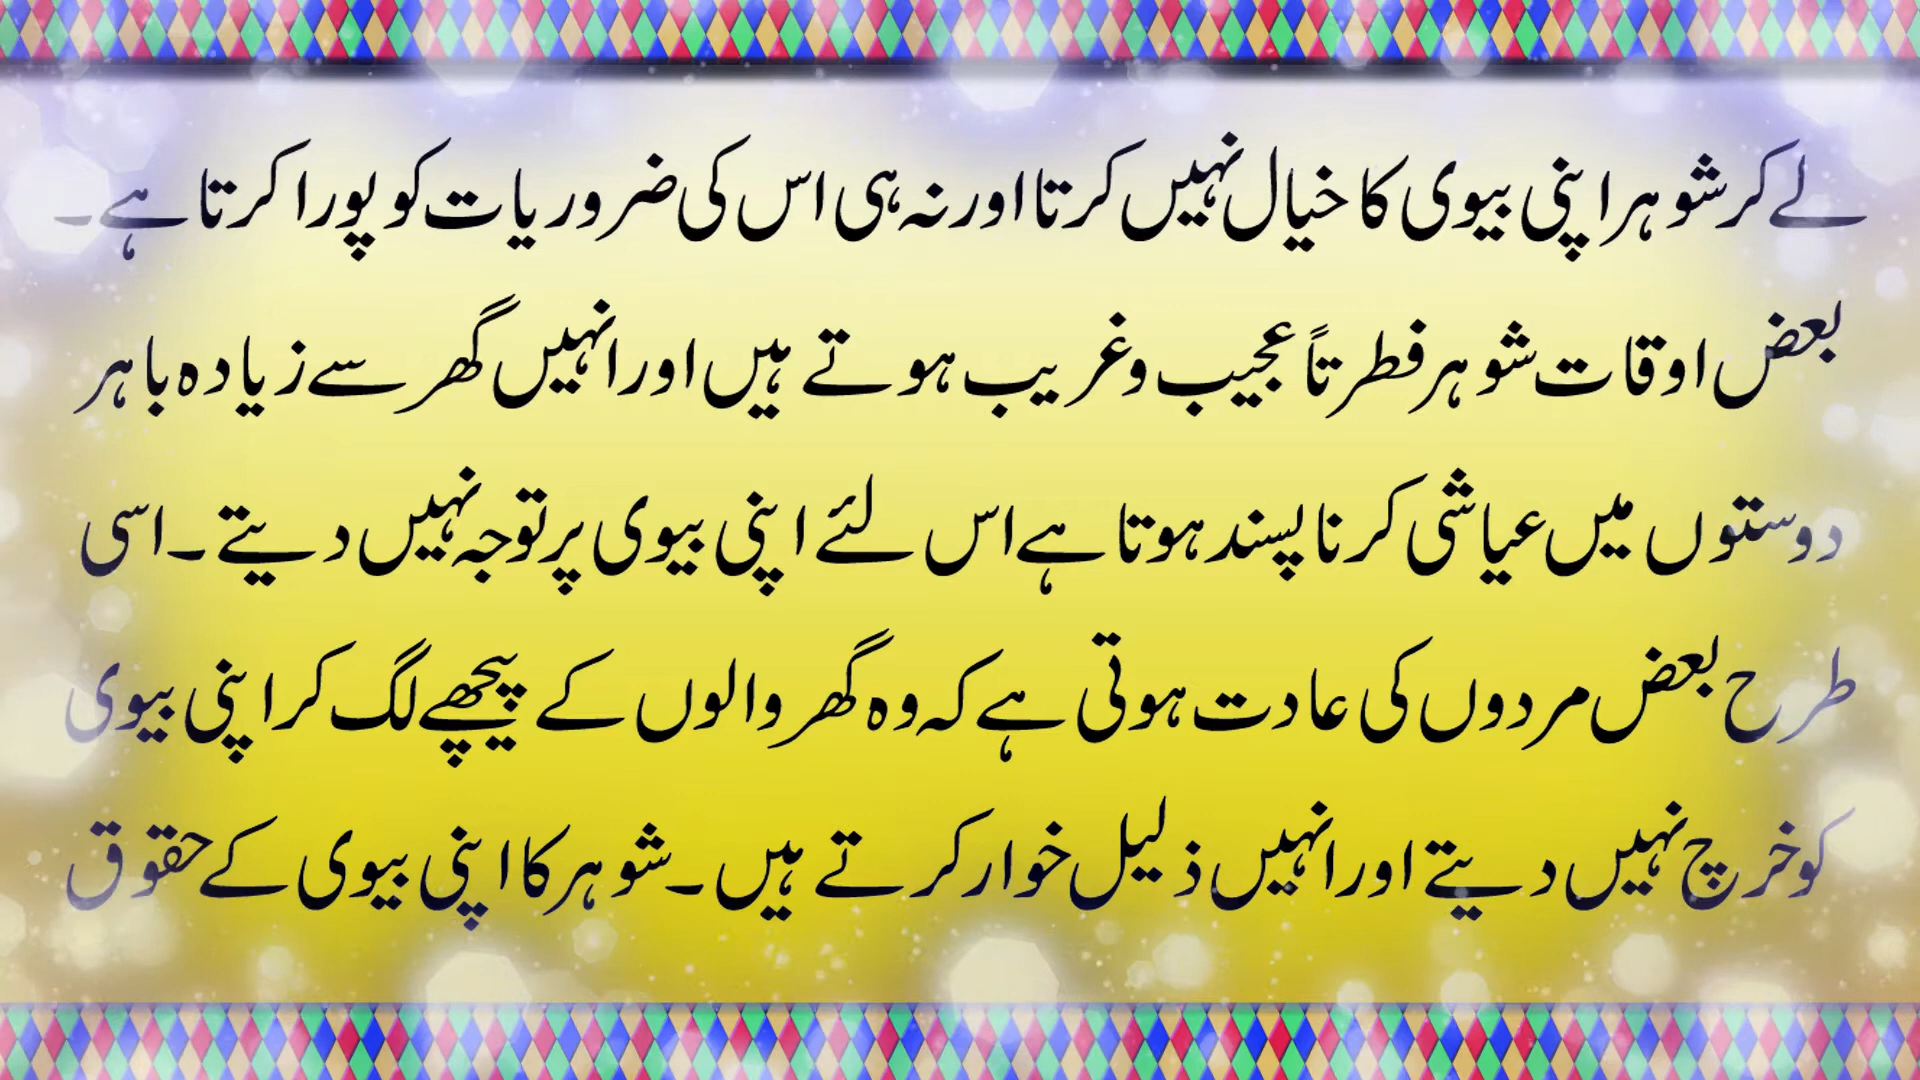 لے کر شوہر اپنی بیوی کا خیال نہیں کرتا اور نہ ہی اس کی ضروریات کو پورا کرتا ہے۔
بعض اوقات شوہر فطرتاً عجیب و غریب ہوتے ہیں اور انہیں گھر سے زیادہ باہر
دوستوں میں عیاشی کرنا پسند ہوتا ہے اس لئے اپنی بیوی پر توجہ نہیں دیتے۔ اسی
طرح بعض مردوں کی عادت ہوتی ہے کہ وہ گھر والوں کے پیچھے لگ کر اپنی بیوی
کو خرچ نہیں دیتے اور انہیں ذلیل خوار کرتے ہیں۔ شوہر کا اپنی بیوی کے حقوق